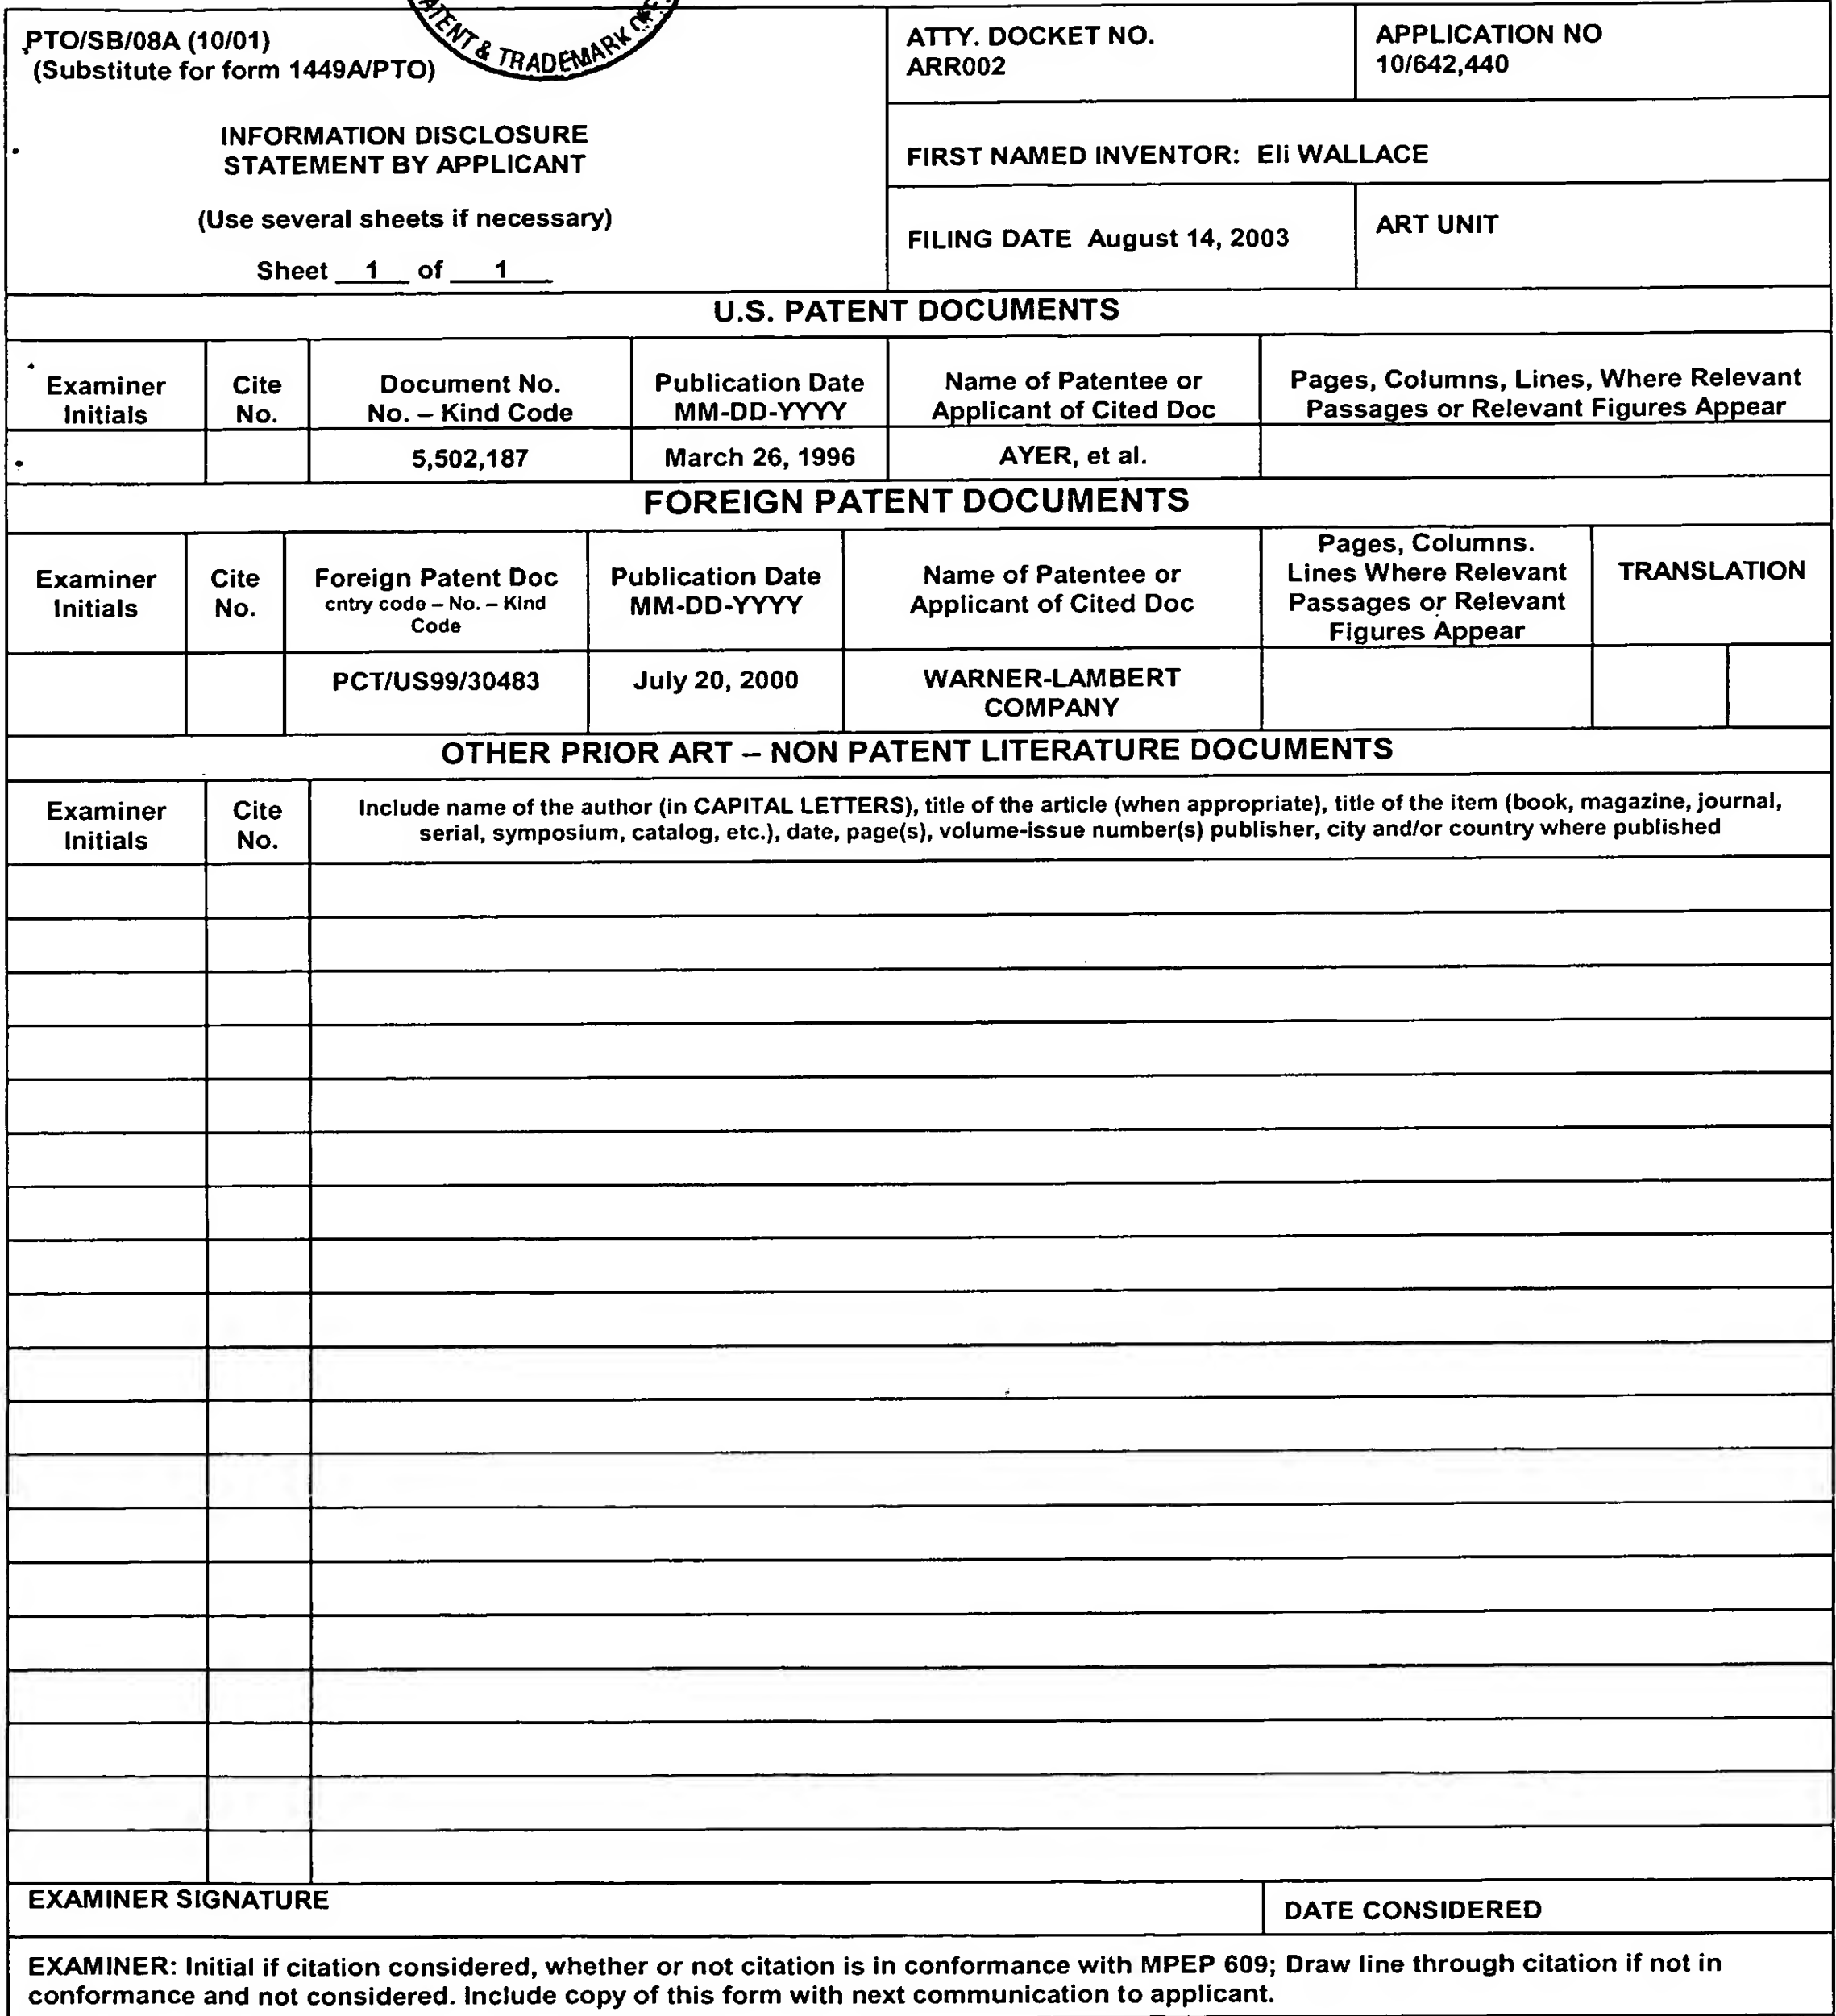 PTO/SB/08A (10/01)
(Substitute for form 1449A/PTO)
PATENT & TRADEMARK
INFORMATION DISCLOSURE
STATEMENT BY APPLICANT
(Use several sheets if necessary)
Sheet 1 of 1
ATTY. DOCKET NO.
ARR002
APPLICATION NO
10/642,440
FIRST NAMED INVENTOR: Eli WALLACE
FILING DATE August 14, 2003
ART UNIT
U.S. PATENT DOCUMENTS
Examiner
Initials
Cite
No.
Document No.
No. – Kind Code
Publication Date
MM-DD-YYYY
Name of Patentee or
Applicant of Cited Doc
Pages, Columns, Lines, Where Relevant
Passages or Relevant Figures Appear
5,502,187
March 26, 1996
AYER, et al.
FOREIGN PATENT DOCUMENTS
Examiner
Initials
Cite
No.
Foreign Patent Doc
cntry code – No. – Kind
Code
Publication Date
MM-DD-YYYY
Name of Patentee or
Applicant of Cited Doc
Pages, Columns.
Lines Where Relevant
Passages or Relevant
Figures Appear
TRANSLATION
PCT/US99/30483
July 20, 2000
WARNER-LAMBERT
COMPANY
OTHER PRIOR ART – NON PATENT LITERATURE DOCUMENTS
Examiner
Initials
Cite
No.
Include name of the author (in CAPITAL LETTERS), title of the article (when appropriate), title of the item (book, magazine, journal,
serial, symposium, catalog, etc.), date, page(s), volume-issue number(s) publisher, city and/or country where published
EXAMINER SIGNATURE
DATE CONSIDERED
EXAMINER: Initial if citation considered, whether or not citation is in conformance with MPEP 609; Draw line through citation if not in
conformance and not considered. Include copy of this form with next communication to applicant.